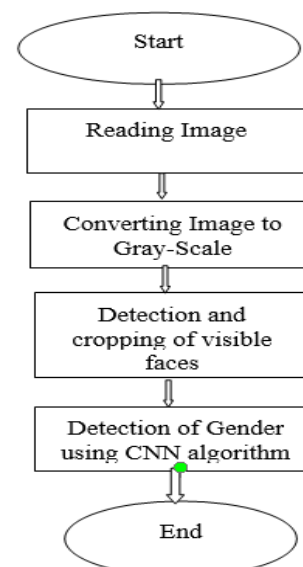 Start
Reading Image
Converting Image to
Gray-Scale
Detection and
cropping of visible
faces
Detection of Gender
using CNN algorithm
End